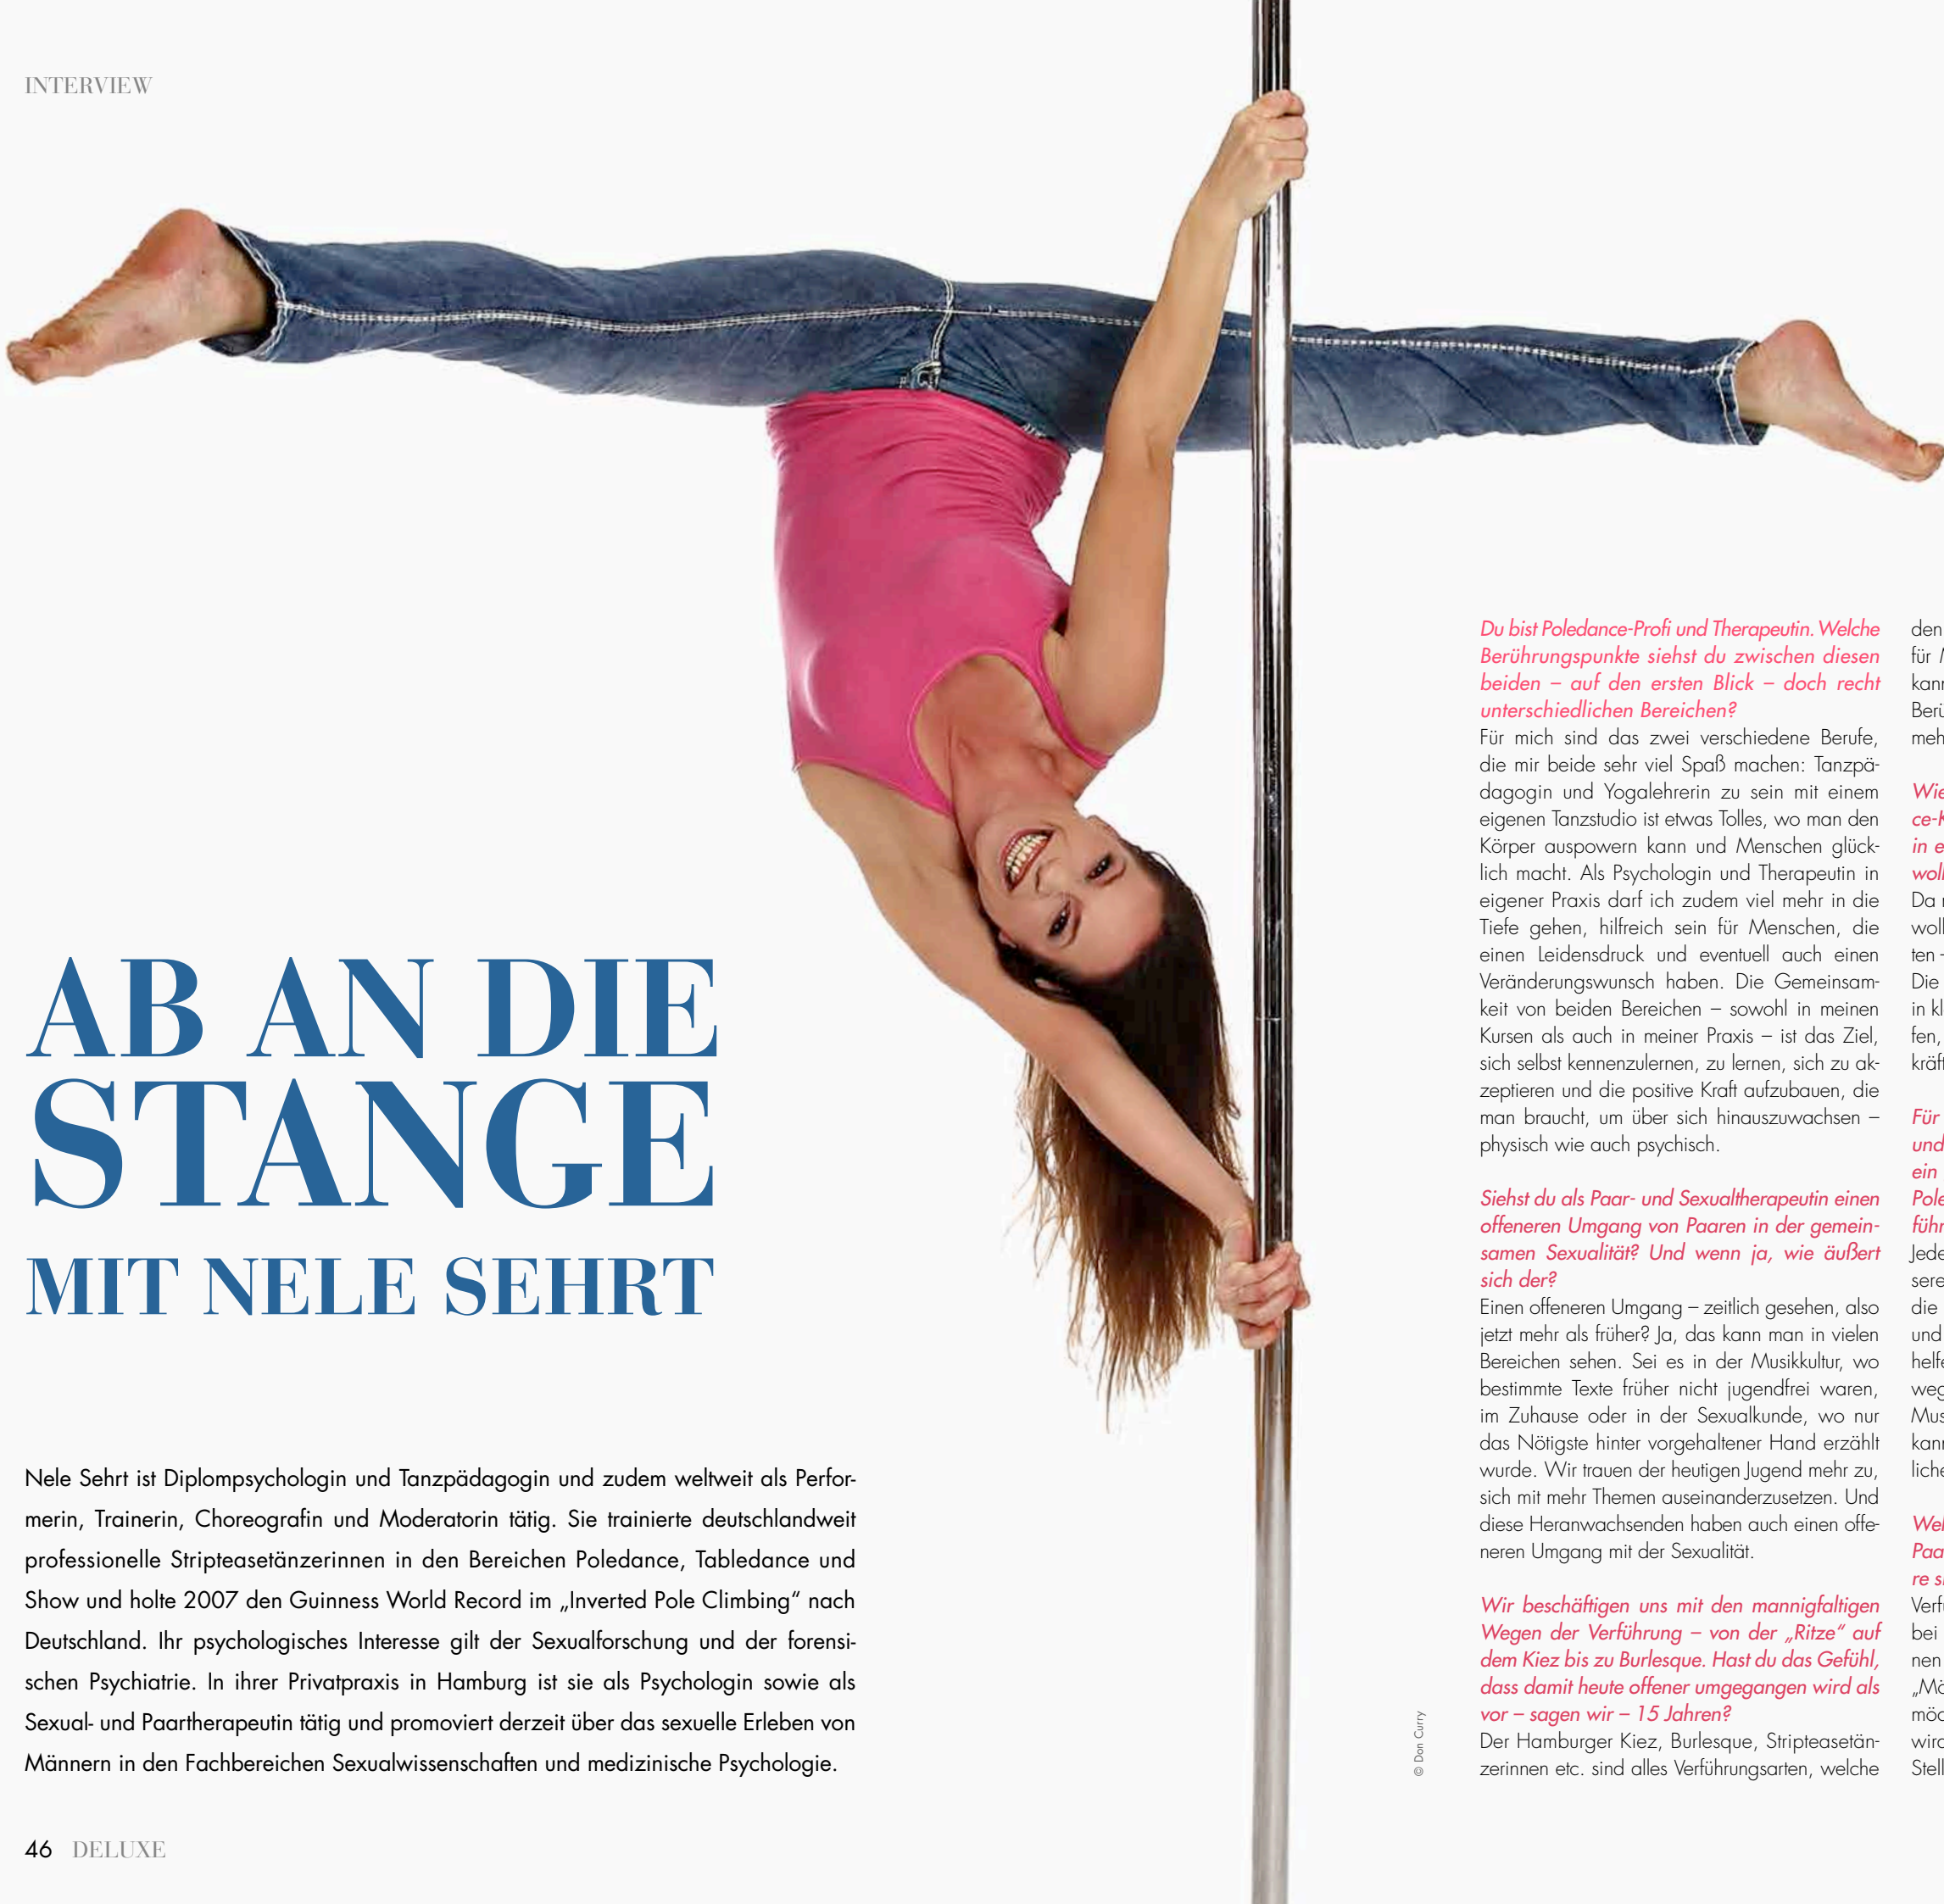 INTERVIEW
AB AN DIE
STANGE
MIT NELE SEHRT
Nele Sehrt ist Diplompsychologin und Tanzpädagogin und zudem weltweit als Perfor-
merin, Trainerin, Choreografin und Moderatorin tätig. Sie trainierte deutschlandweit
professionelle Stripteasetänzerinnen in den Bereichen Poledance, Tabledance und
Show und holte 2007 den Guinness World Record im „Inverted Pole Climbing“ nach
Deutschland. Ihr psychologisches Interesse gilt der Sexualforschung und der forensi-
schen Psychiatrie. In ihrer Privatpraxis in Hamburg ist sie als Psychologin sowie als
Sexual- und Paartherapeutin tätig und promoviert derzeit über das sexuelle Erleben von
Männern in den Fachbereichen Sexualwissenschaften und medizinische Psychologie.
46 DELUXE
© Don Curry
Du bist Poledance-Profi und Therapeutin. Welche
Berührungspunkte siehst du zwischen diesen
beiden – auf den ersten Blick – doch recht
unterschiedlichen Bereichen?
Für mich sind das zwei verschiedene Berufe,
die mir beide sehr viel Spaß machen: Tanzpä-
dagogin und Yogalehrerin zu sein mit einem
eigenen Tanzstudio ist etwas Tolles, wo man den
Körper auspowern kann und Menschen glück-
lich macht. Als Psychologin und Therapeutin in
eigener Praxis darf ich zudem viel mehr in die
Tiefe gehen, hilfreich sein für Menschen, die
einen Leidensdruck und eventuell auch einen
Veränderungswunsch haben. Die Gemeinsam-
keit von beiden Bereichen – sowohl in meinen
Kursen als auch in meiner Praxis – ist das Ziel,
sich selbst kennenzulernen, zu lernen, sich zu ak-
zeptieren und die positive Kraft aufzubauen, die
man braucht, um über sich hinauszuwachsen –
physisch wie auch psychisch.
Siehst du als Paar- und Sexualtherapeutin einen
offeneren Umgang von Paaren in der gemein-
samen Sexualität? Und wenn ja, wie äußert
sich der?
Einen offeneren Umgang – zeitlich gesehen, also
jetzt mehr als früher? Ja, das kann man in vielen
Bereichen sehen. Sei es in der Musikkultur, wo
bestimmte Texte früher nicht jugendfrei waren,
im Zuhause oder in der Sexualkunde, wo nur
das Nötigste hinter vorgehaltener Hand erzählt
wurde. Wir trauen der heutigen Jugend mehr zu,
sich mit mehr Themen auseinanderzusetzen. Und
diese Heranwachsenden haben auch einen offe-
neren Umgang mit der Sexualität.
Wir beschäftigen uns mit den mannigfaltigen
Wegen der Verführung – von der „Ritze“ auf
dem Kiez bis zu Burlesque. Hast du das Gefühl,
dass damit heute offener umgegangen wird als
vor – sagen wir – 15 Jahren?
Der Hamburger Kiez, Burlesque, Stripteasetän-
zerinnen etc. sind alles Verführungsarten, welche
den
für
Wie
in
Da
ten –
Die
in
fen,
Für
und
ein
die
und
bei